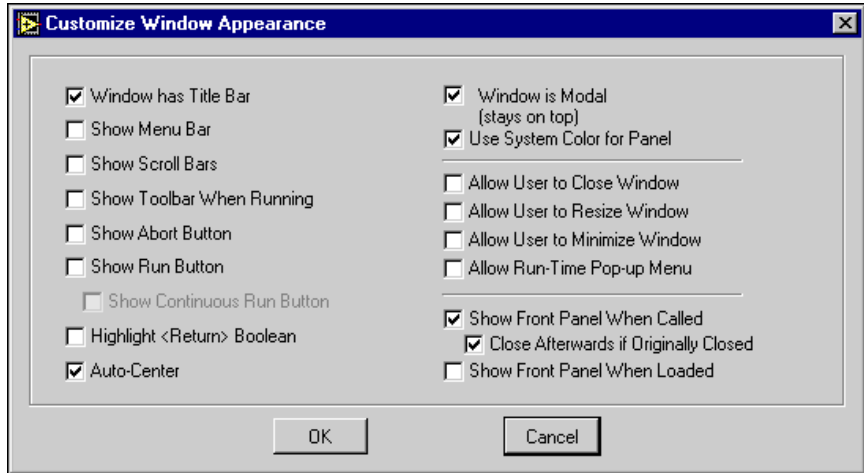 Customize Window Appearance
Window has Title Bar
Show Menu Bar
Show Scroll Bars
Show Toolbar When Running
Show Abort Button
Show Run Button
Show Continuous Run Button
Highlight <Return> Boolean
Auto-Center
Window is Modal
(stays on top)
Use System Color for Panel
Allow User to Close Window
Allow User to Resize Window
Allow User to Minimize Window
Allow Run-Time Pop-up Menu
Show Front Panel When Called
Close Afterwards if Originally Closed
Show Front Panel When Loaded
OK
Cancel